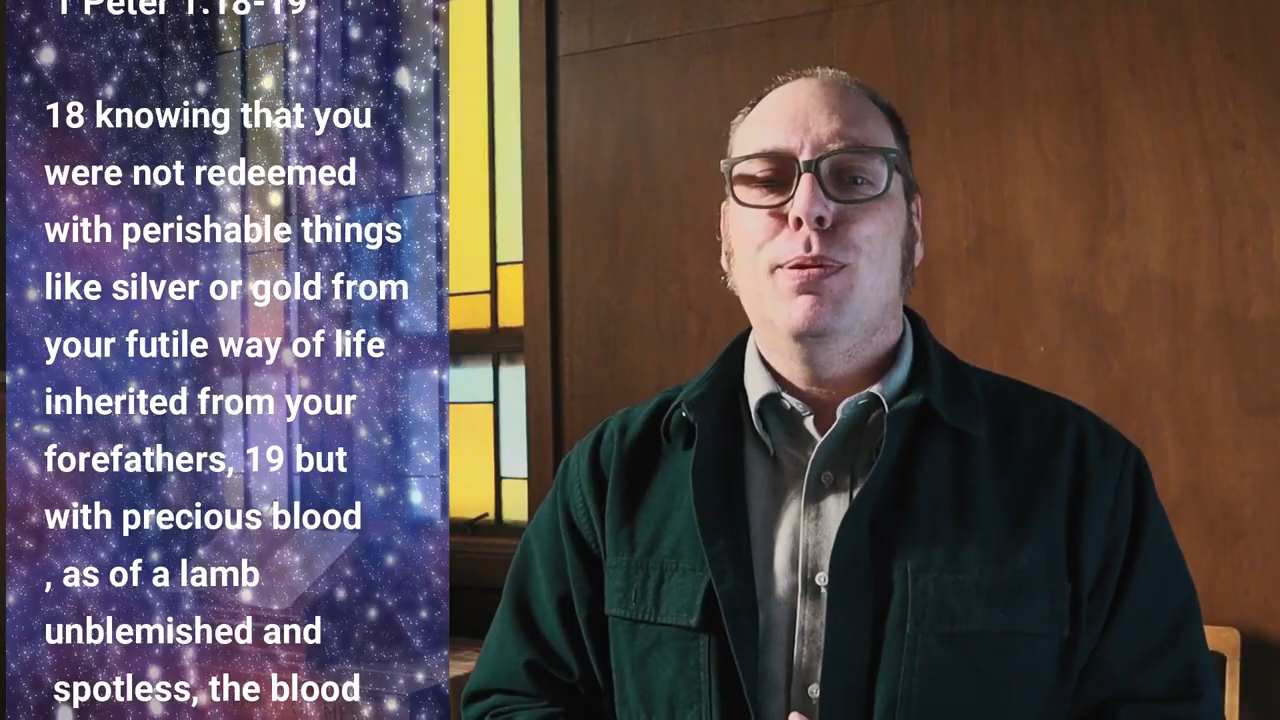 1 Peter 1:18-19
18 knowing that you
were not redeemed
with perishable things
like silver or gold from
your futile way of life
inherited from your
forefathers, 19 but
with precious blood
, as of a lamb
unblemished and
spotless, the blood